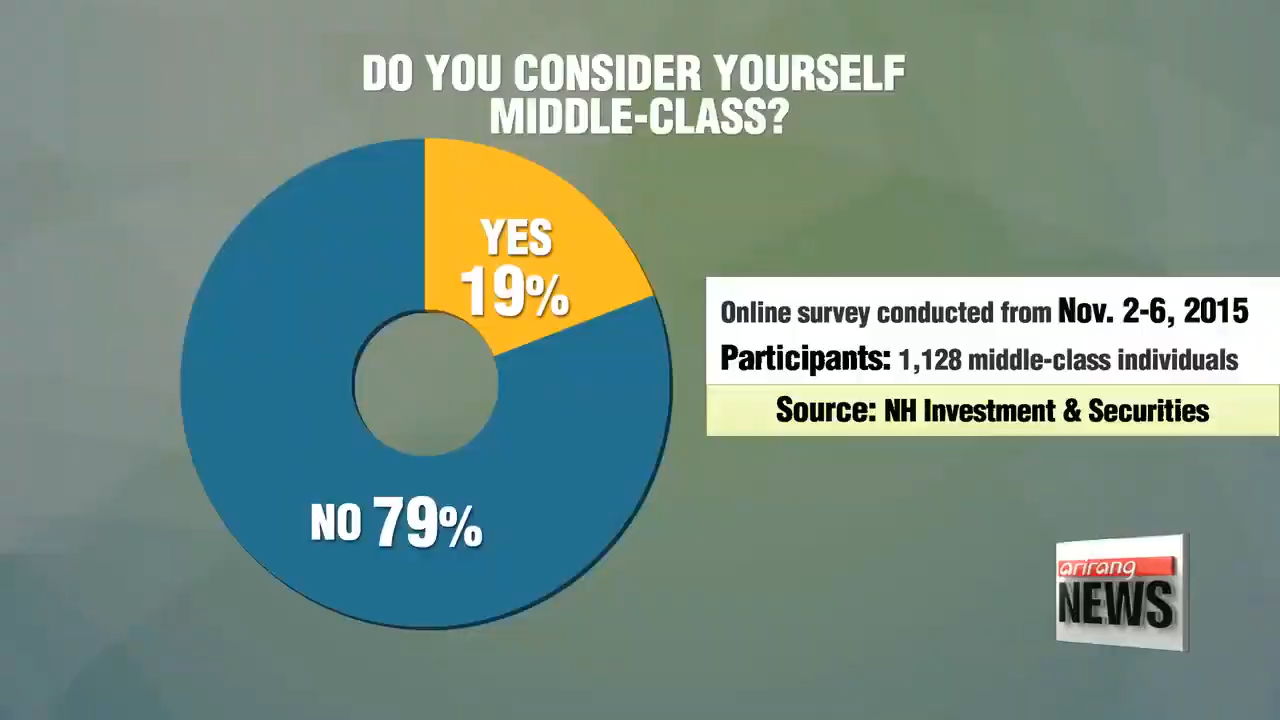 DO YOU CONSIDER YOURSELF
MIDDLE-CLASS?
YES
19%
NO 79%
Online survey conducted from Nov. 2-6, 2015
Participants: 1,128 middle-class individuals
Source: NH Investment & Securities
arirang
NEWS